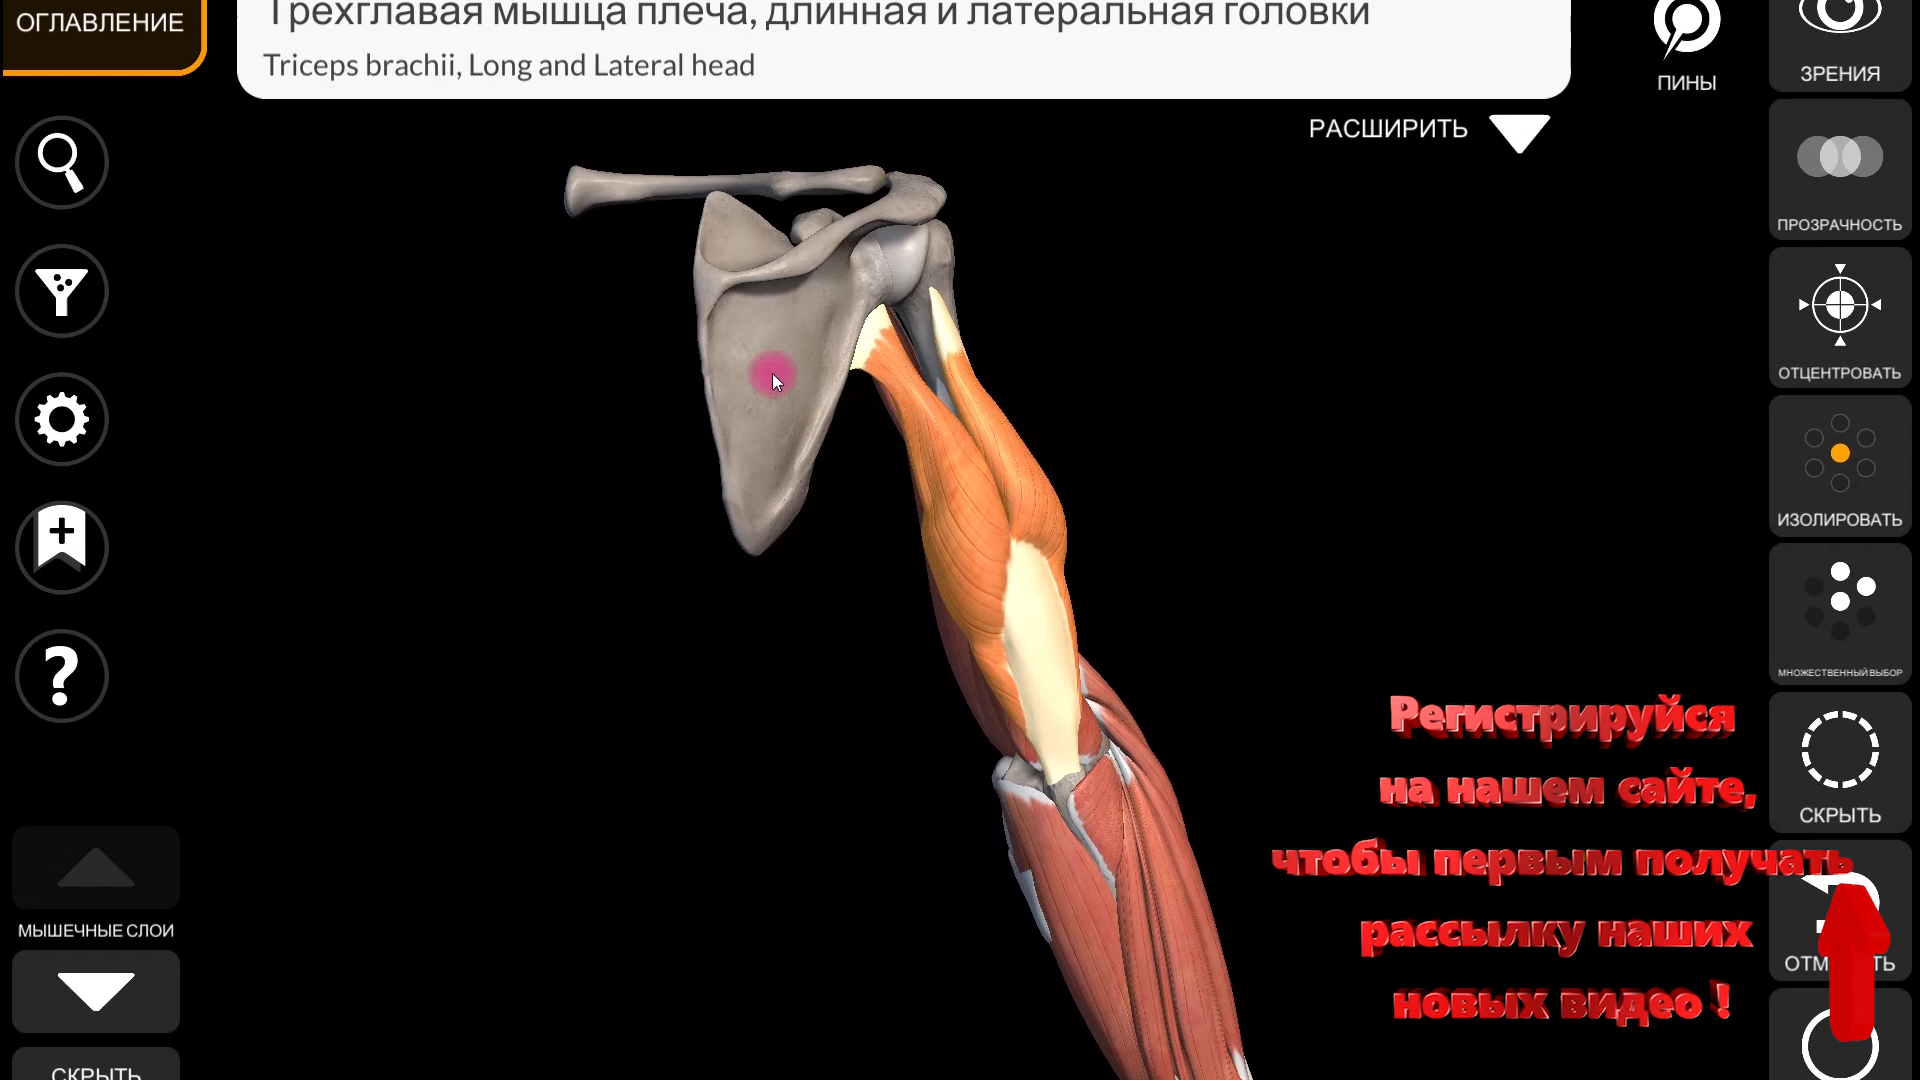 ОГЛАВЛЕНИЕ
Трехглавая мышца плеча, длинная и латеральная головки
Triceps brachii, Long and Lateral head
ПИНЫ
ЗРЕНИЯ
РАСШИРИТЬ
ПРОЗРАЧНОСТЬ
ОТЦЕНТРОВАТЬ
ИЗОЛИРОВАТЬ
МНОЖЕСТВЕННЫЙ ВЫБОР
СКРЫТЬ
Регистрируйся
на нашем сайте,
чтобы первым получать
рассылку наших
новых видео !
МЫШЕЧНЫЕ СЛОИ
СКРЫТЬ